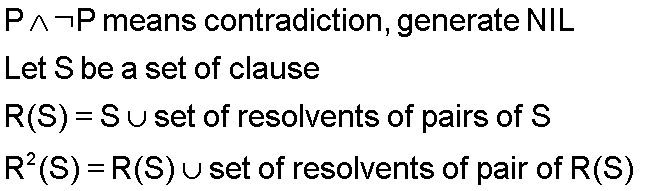 P∧¬P means contradiction, generate NIL
Let S be a set of clause
R(S) = S ∪ set of resolvents of pairs of S
R²(S) = R(S) ∪ set of resolvents of pair of R(S)